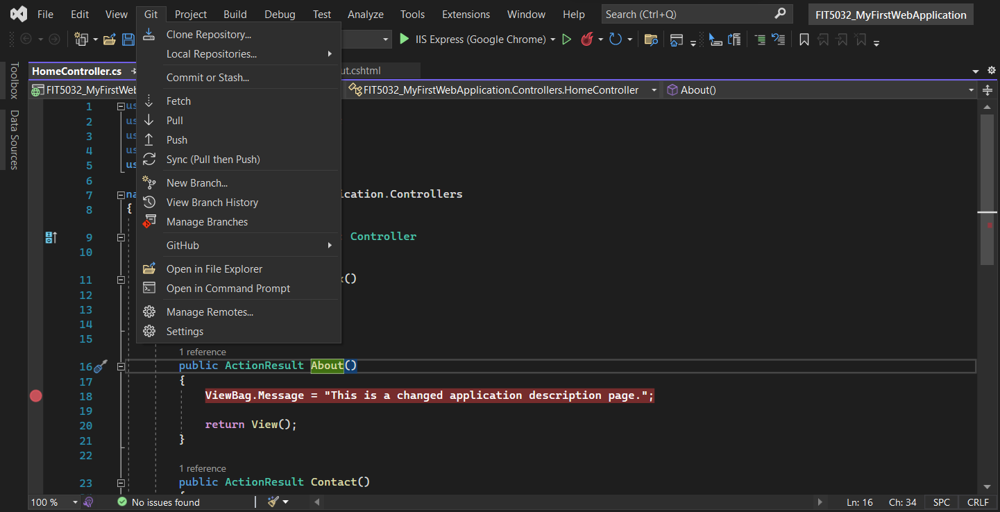 File Edit View Git Project Build Debug Test Analyze Tools Extensions Window Help Search (Ctrl+Q) FIT5032_MyFirstWebApplication
IIS Express (Google Chrome)
Toolbox
Data Sources
HomeController.cs ut.cshtml
FIT5032_MyFirstWeb FIT5032_MyFirstWebApplication.Controllers.HomeController About()
Clone Repository...
Local Repositories...
Commit or Stash...
Fetch
Pull
Push
Sync (Pull then Push)
New Branch...
View Branch History
Manage Branches
GitHub
Open in File Explorer
Open in Command Prompt
Manage Remotes...
Settings
1 us
2 us
3 us
4 us
5 us
6
7 na ication.Controllers
8 {
9 : Controller
10
11 x()
12
13
14
15
1 reference
16 public ActionResult About()
17 {
18 ViewBag.Message = "This is a changed application description page.";
19
20 return View();
21 }
22
1 reference
23 public ActionResult Contact()
100 % No issues found Ln: 16 Ch: 34 SPC CRLF